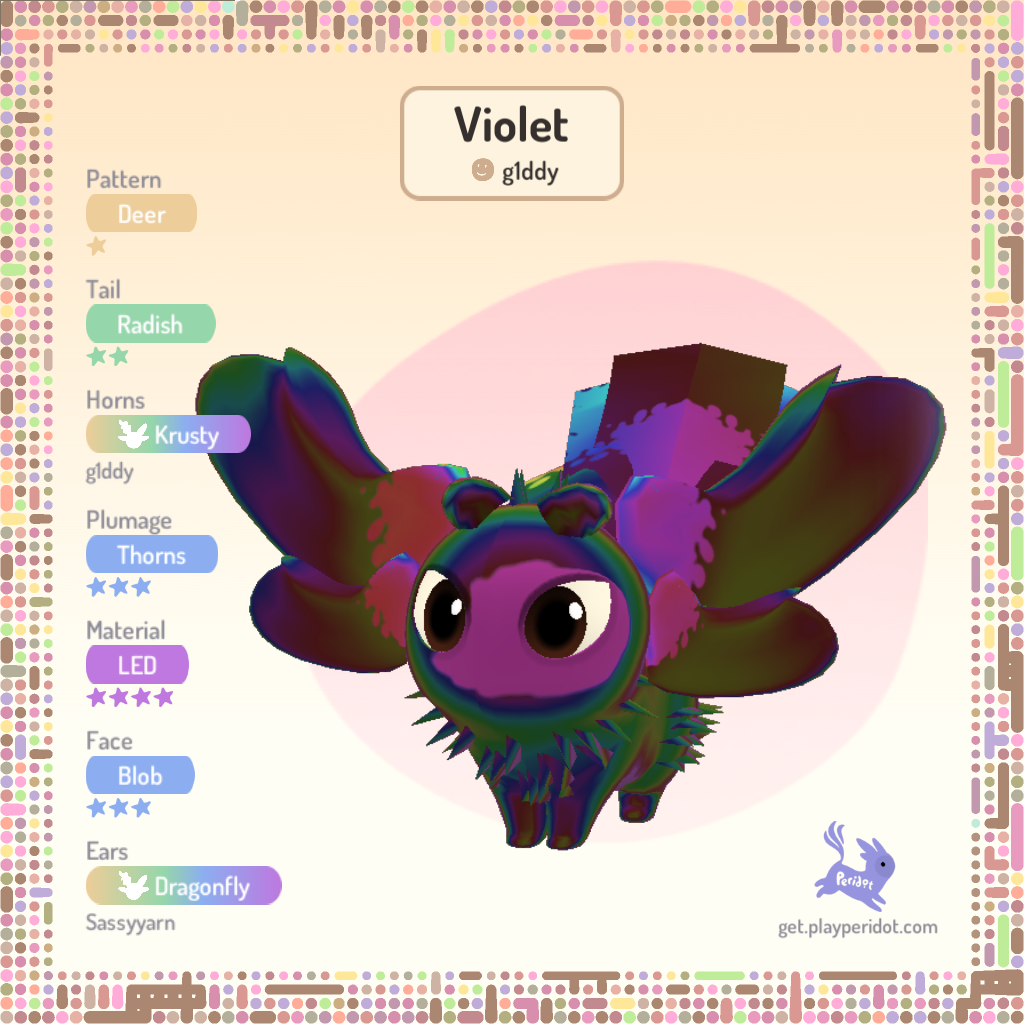 Violet
g1ddy
Pattern
Deer
Tail
Radish
Horns
Krusty
g1ddy
Plumage
Thorns
Material
LED
Face
Blob
Ears
Dragonfly
Sassyyarn
Peridot
get.playperidot.com